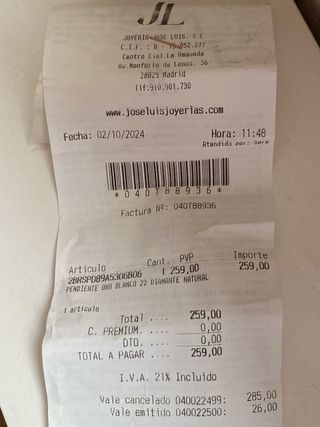 JL
JOYERIA JOSE LUIS, S.L
C.I.F.: B - 79.052.277
Centro Cial.La Vaguada
Av.Monforte de Lemos, 36
28029 Madrid
Tlf:910.901.730
www.joseluisjoyerias.com
Fecha: 02/10/2024 Hora: 11:48
Atendido por: Sara
*040T88936*
Factura Nº: 040T88936
Artículo Cant. PVP Importe
2BRSPDB9A5306B06 1 259,00 259,00
PENDIENTE ORO BLANCO 22 DIAMANTE NATURAL
1 artículo
Total .... 259,00
C. PREMIUM. ... 0,00
DTO. .... 0,00
TOTAL A PAGAR ... 259,00
I.V.A. 21% Incluido
Vale cancelado 040022499: 285,00
Vale emitido 040022500: 26,00